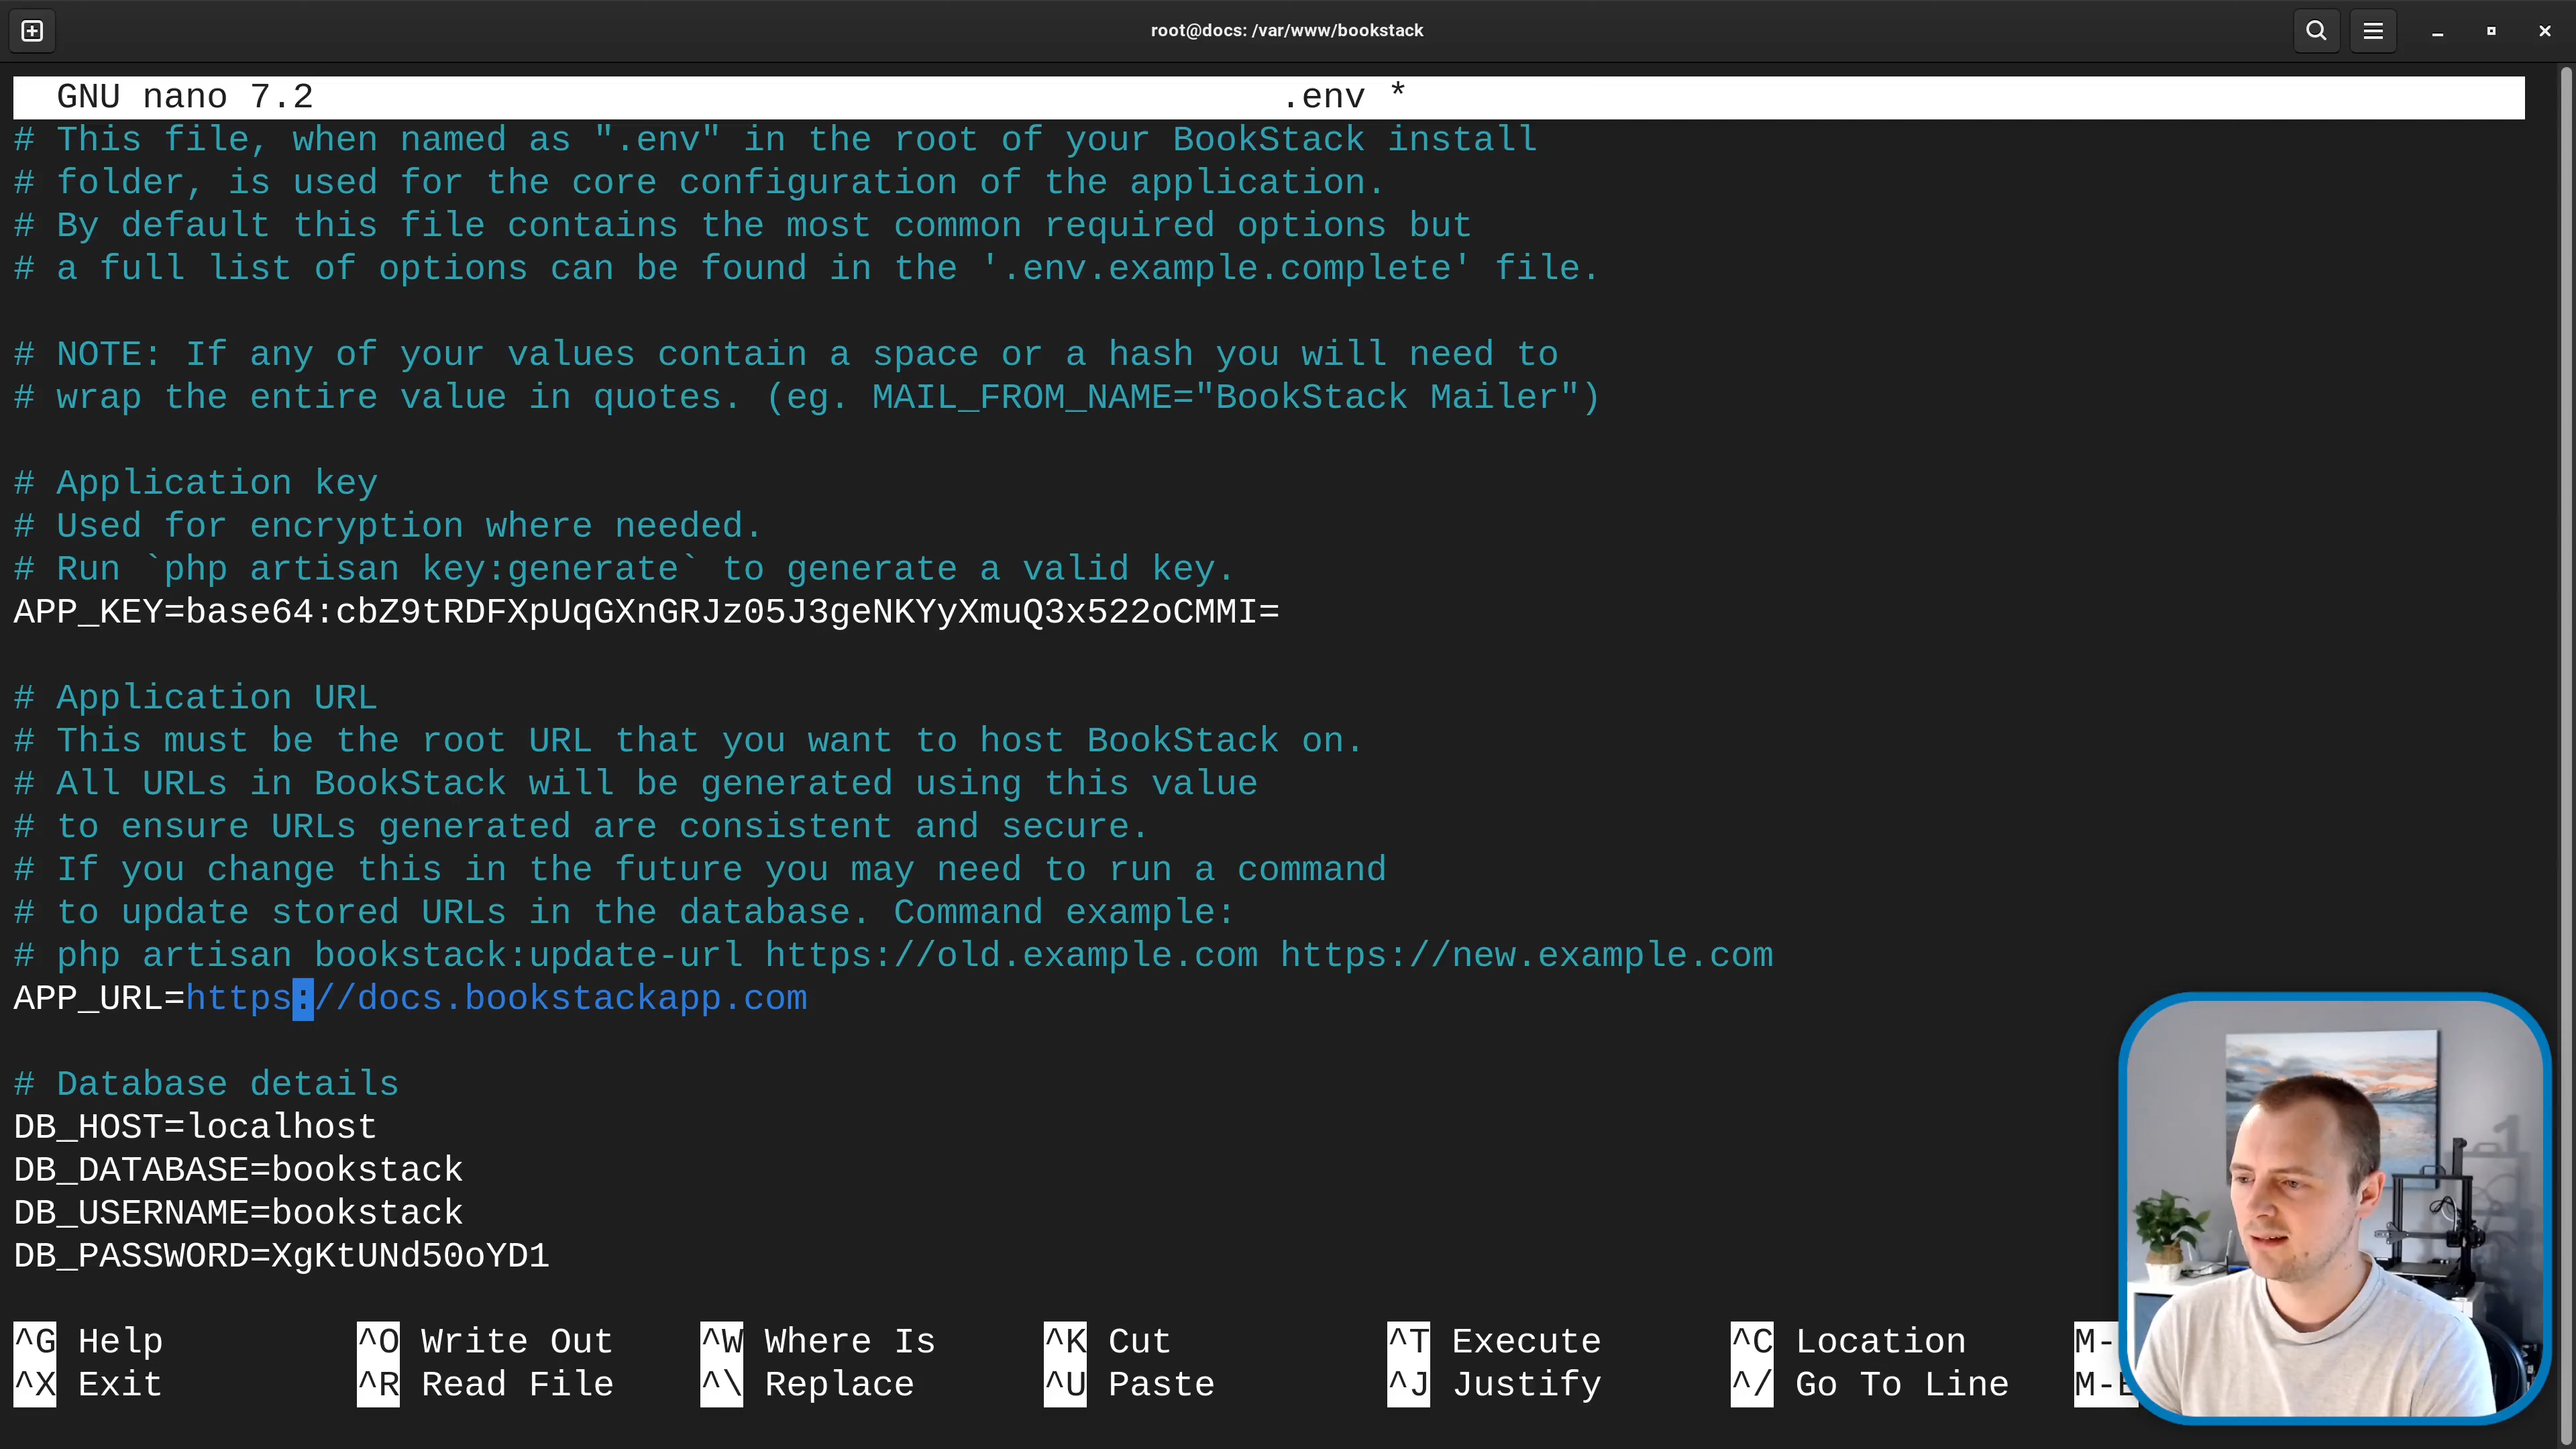 root@docs: /var/www/bookstack
GNU nano 7.2 .env *
# This file, when named as ".env" in the root of your BookStack install
# folder, is used for the core configuration of the application.
# By default this file contains the most common required options but
# a full list of options can be found in the '.env.example.complete' file.
# NOTE: If any of your values contain a space or a hash you will need to
# wrap the entire value in quotes. (eg. MAIL_FROM_NAME="BookStack Mailer")
# Application key
# Used for encryption where needed.
# Run `php artisan key:generate` to generate a valid key.
APP_KEY=base64:cbZ9tRDFXpUqGXnGRJz05J3geNKYyXmuQ3x522oCMMI=
# Application URL
# This must be the root URL that you want to host BookStack on.
# All URLs in BookStack will be generated using this value
# to ensure URLs generated are consistent and secure.
# If you change this in the future you may need to run a command
# to update stored URLs in the database. Command example:
# php artisan bookstack:update-url https://old.example.com https://new.example.com
APP_URL=https://docs.bookstackapp.com
# Database details
DB_HOST=localhost
DB_DATABASE=bookstack
DB_USERNAME=bookstack
DB_PASSWORD=XgKtUNd50oYD1
^G Help ^O Write Out ^W Where Is ^K Cut ^T Execute ^C Location M-
^X Exit ^R Read File ^\ Replace ^U Paste ^J Justify ^/ Go To Line M-E